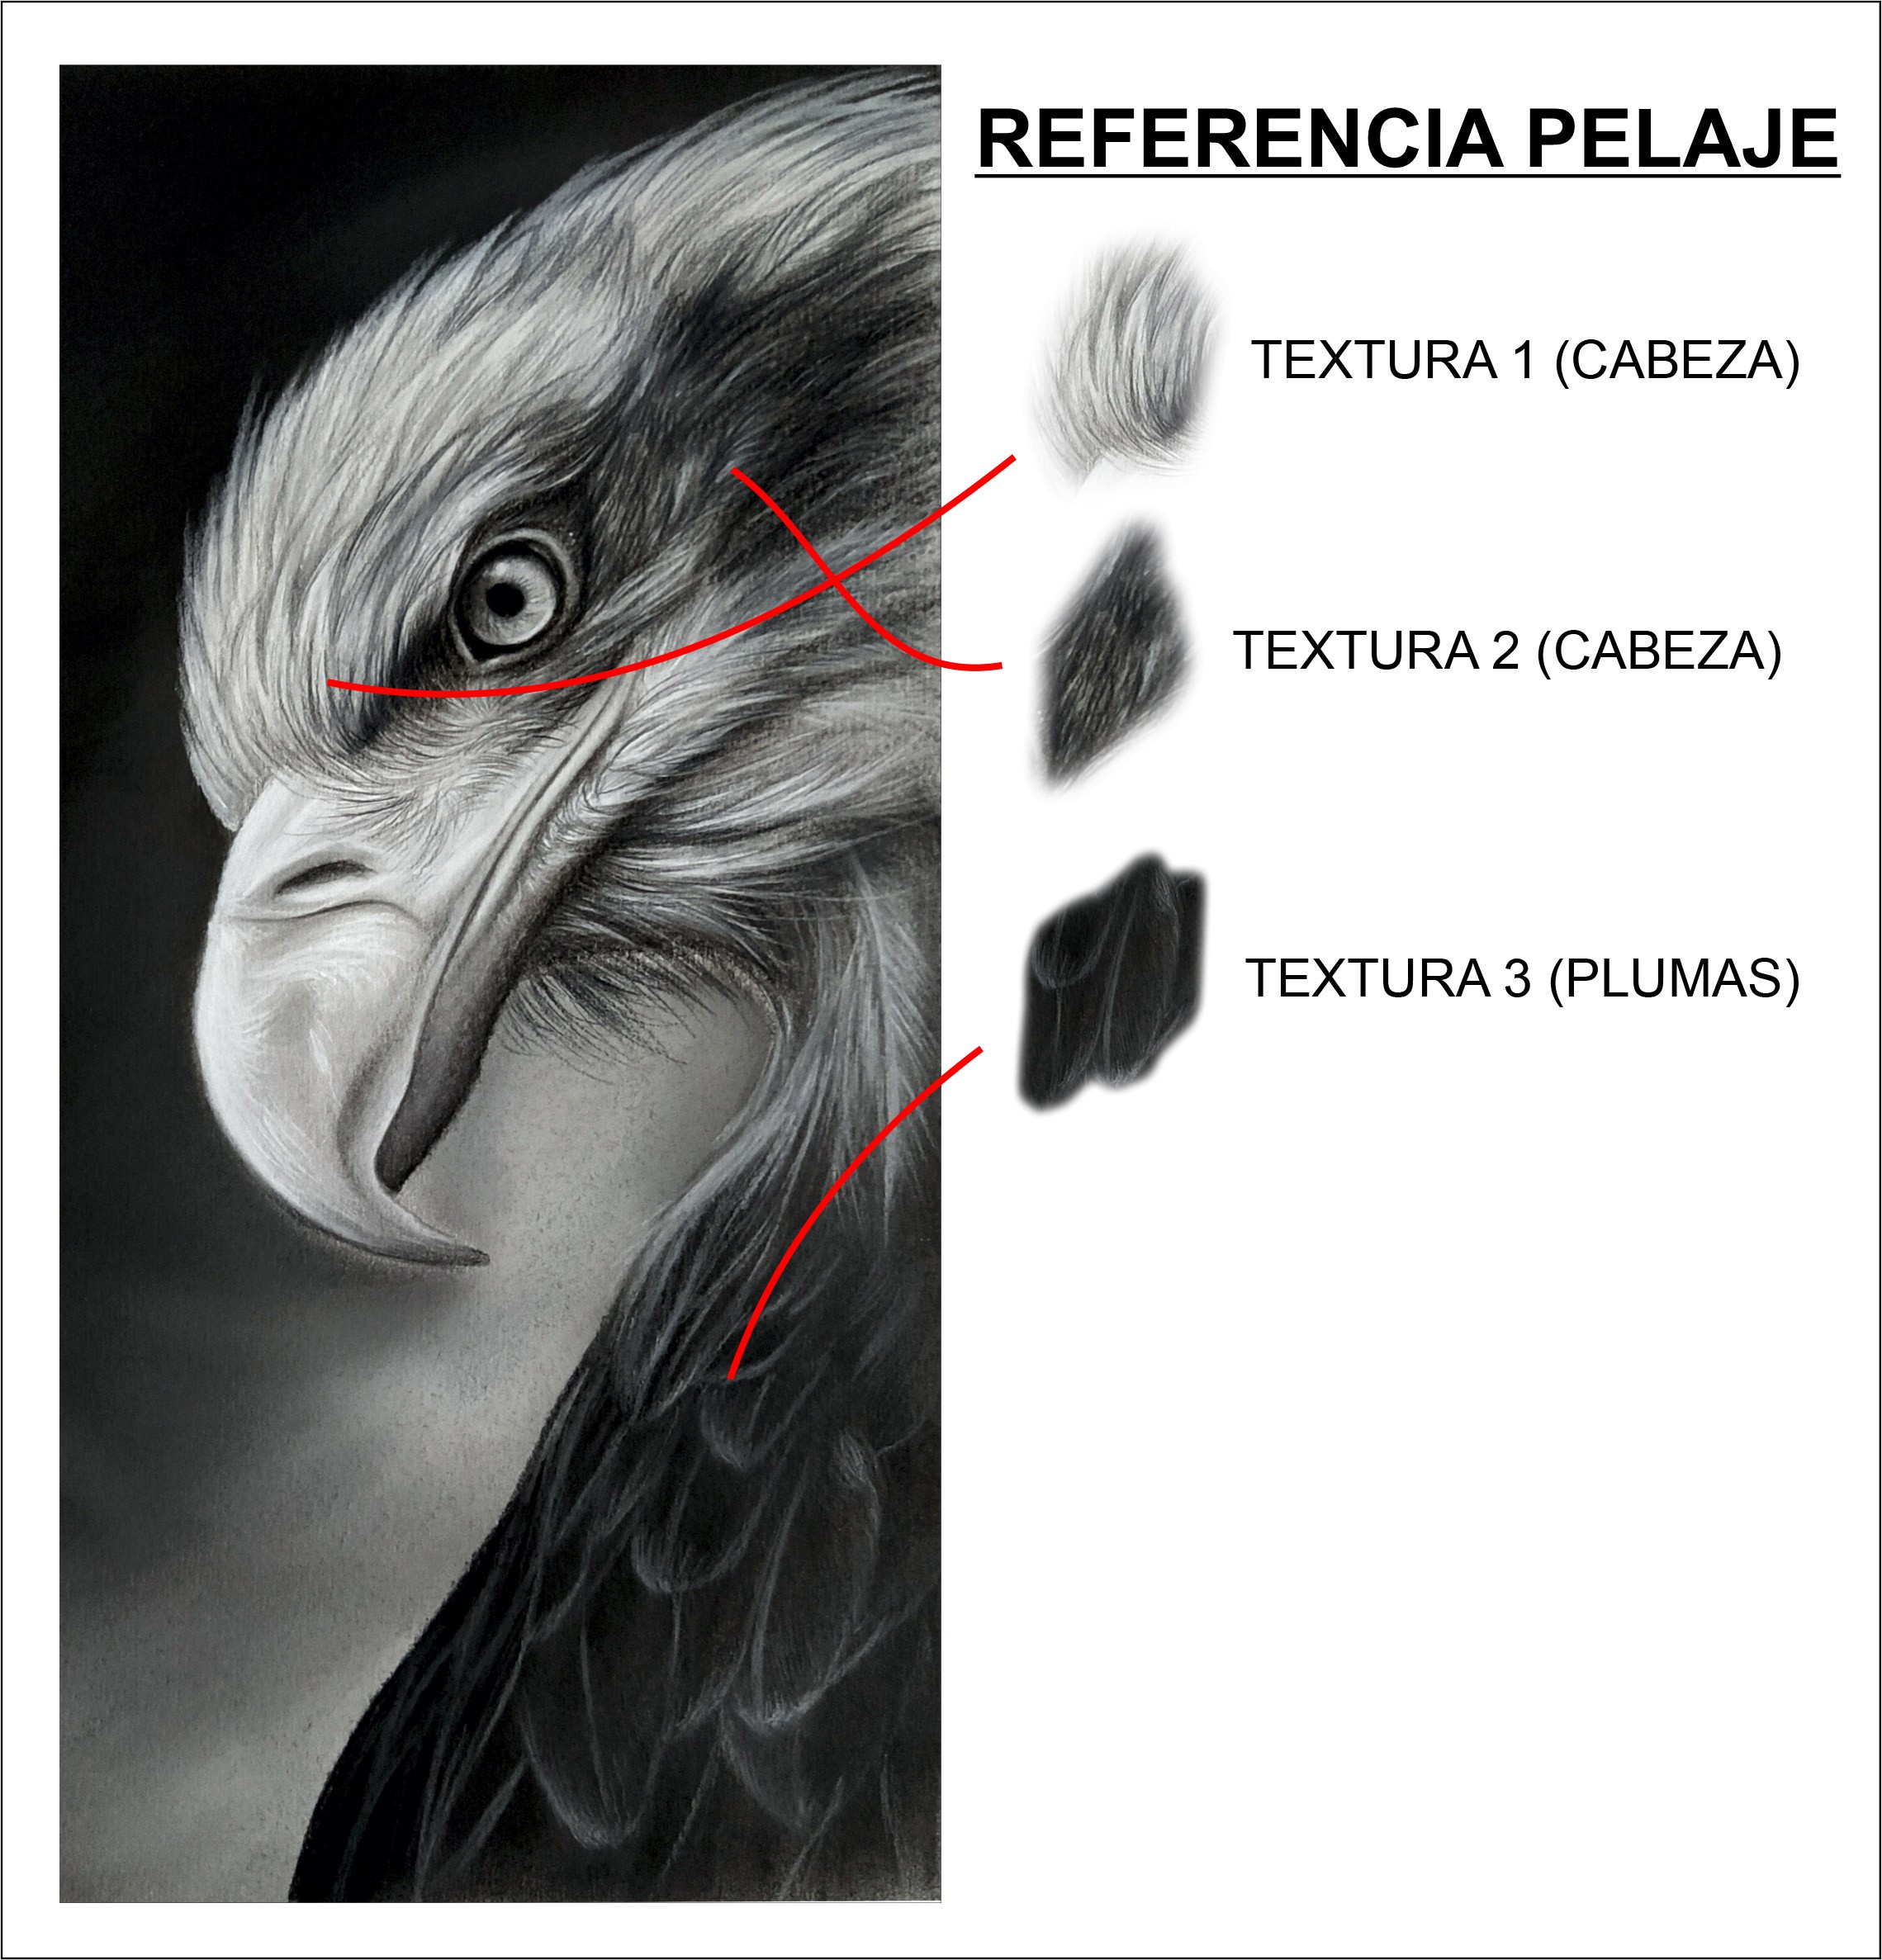 REFERENCIA PELAJE
TEXTURA 1 (CABEZA)
TEXTURA 2 (CABEZA)
TEXTURA 3 (PLUMAS)